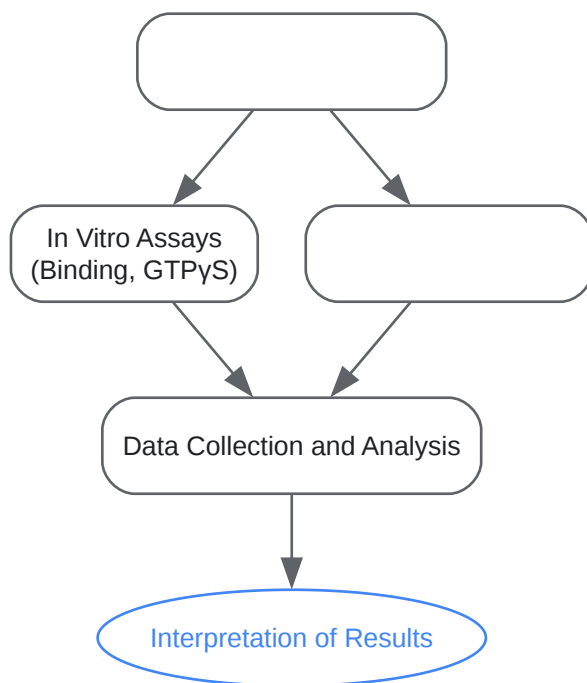 In Vitro Assays
(Binding, GTPγS)
Data Collection and Analysis
Interpretation of Results